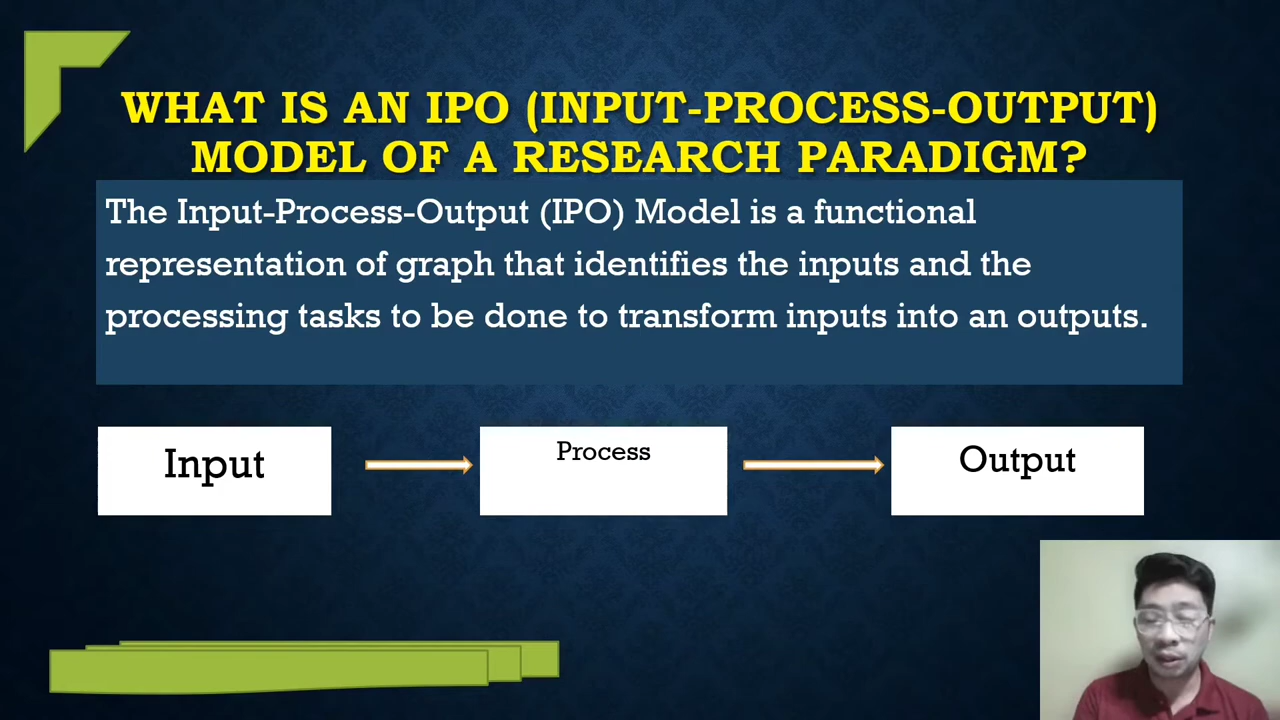 WHAT IS AN IPO (INPUT-PROCESS-OUTPUT)
MODEL OF A RESEARCH PARADIGM?
The Input-Process-Output (IPO) Model is a functional
representation of graph that identifies the inputs and the
processing tasks to be done to transform inputs into an outputs.
Input
Process
Output